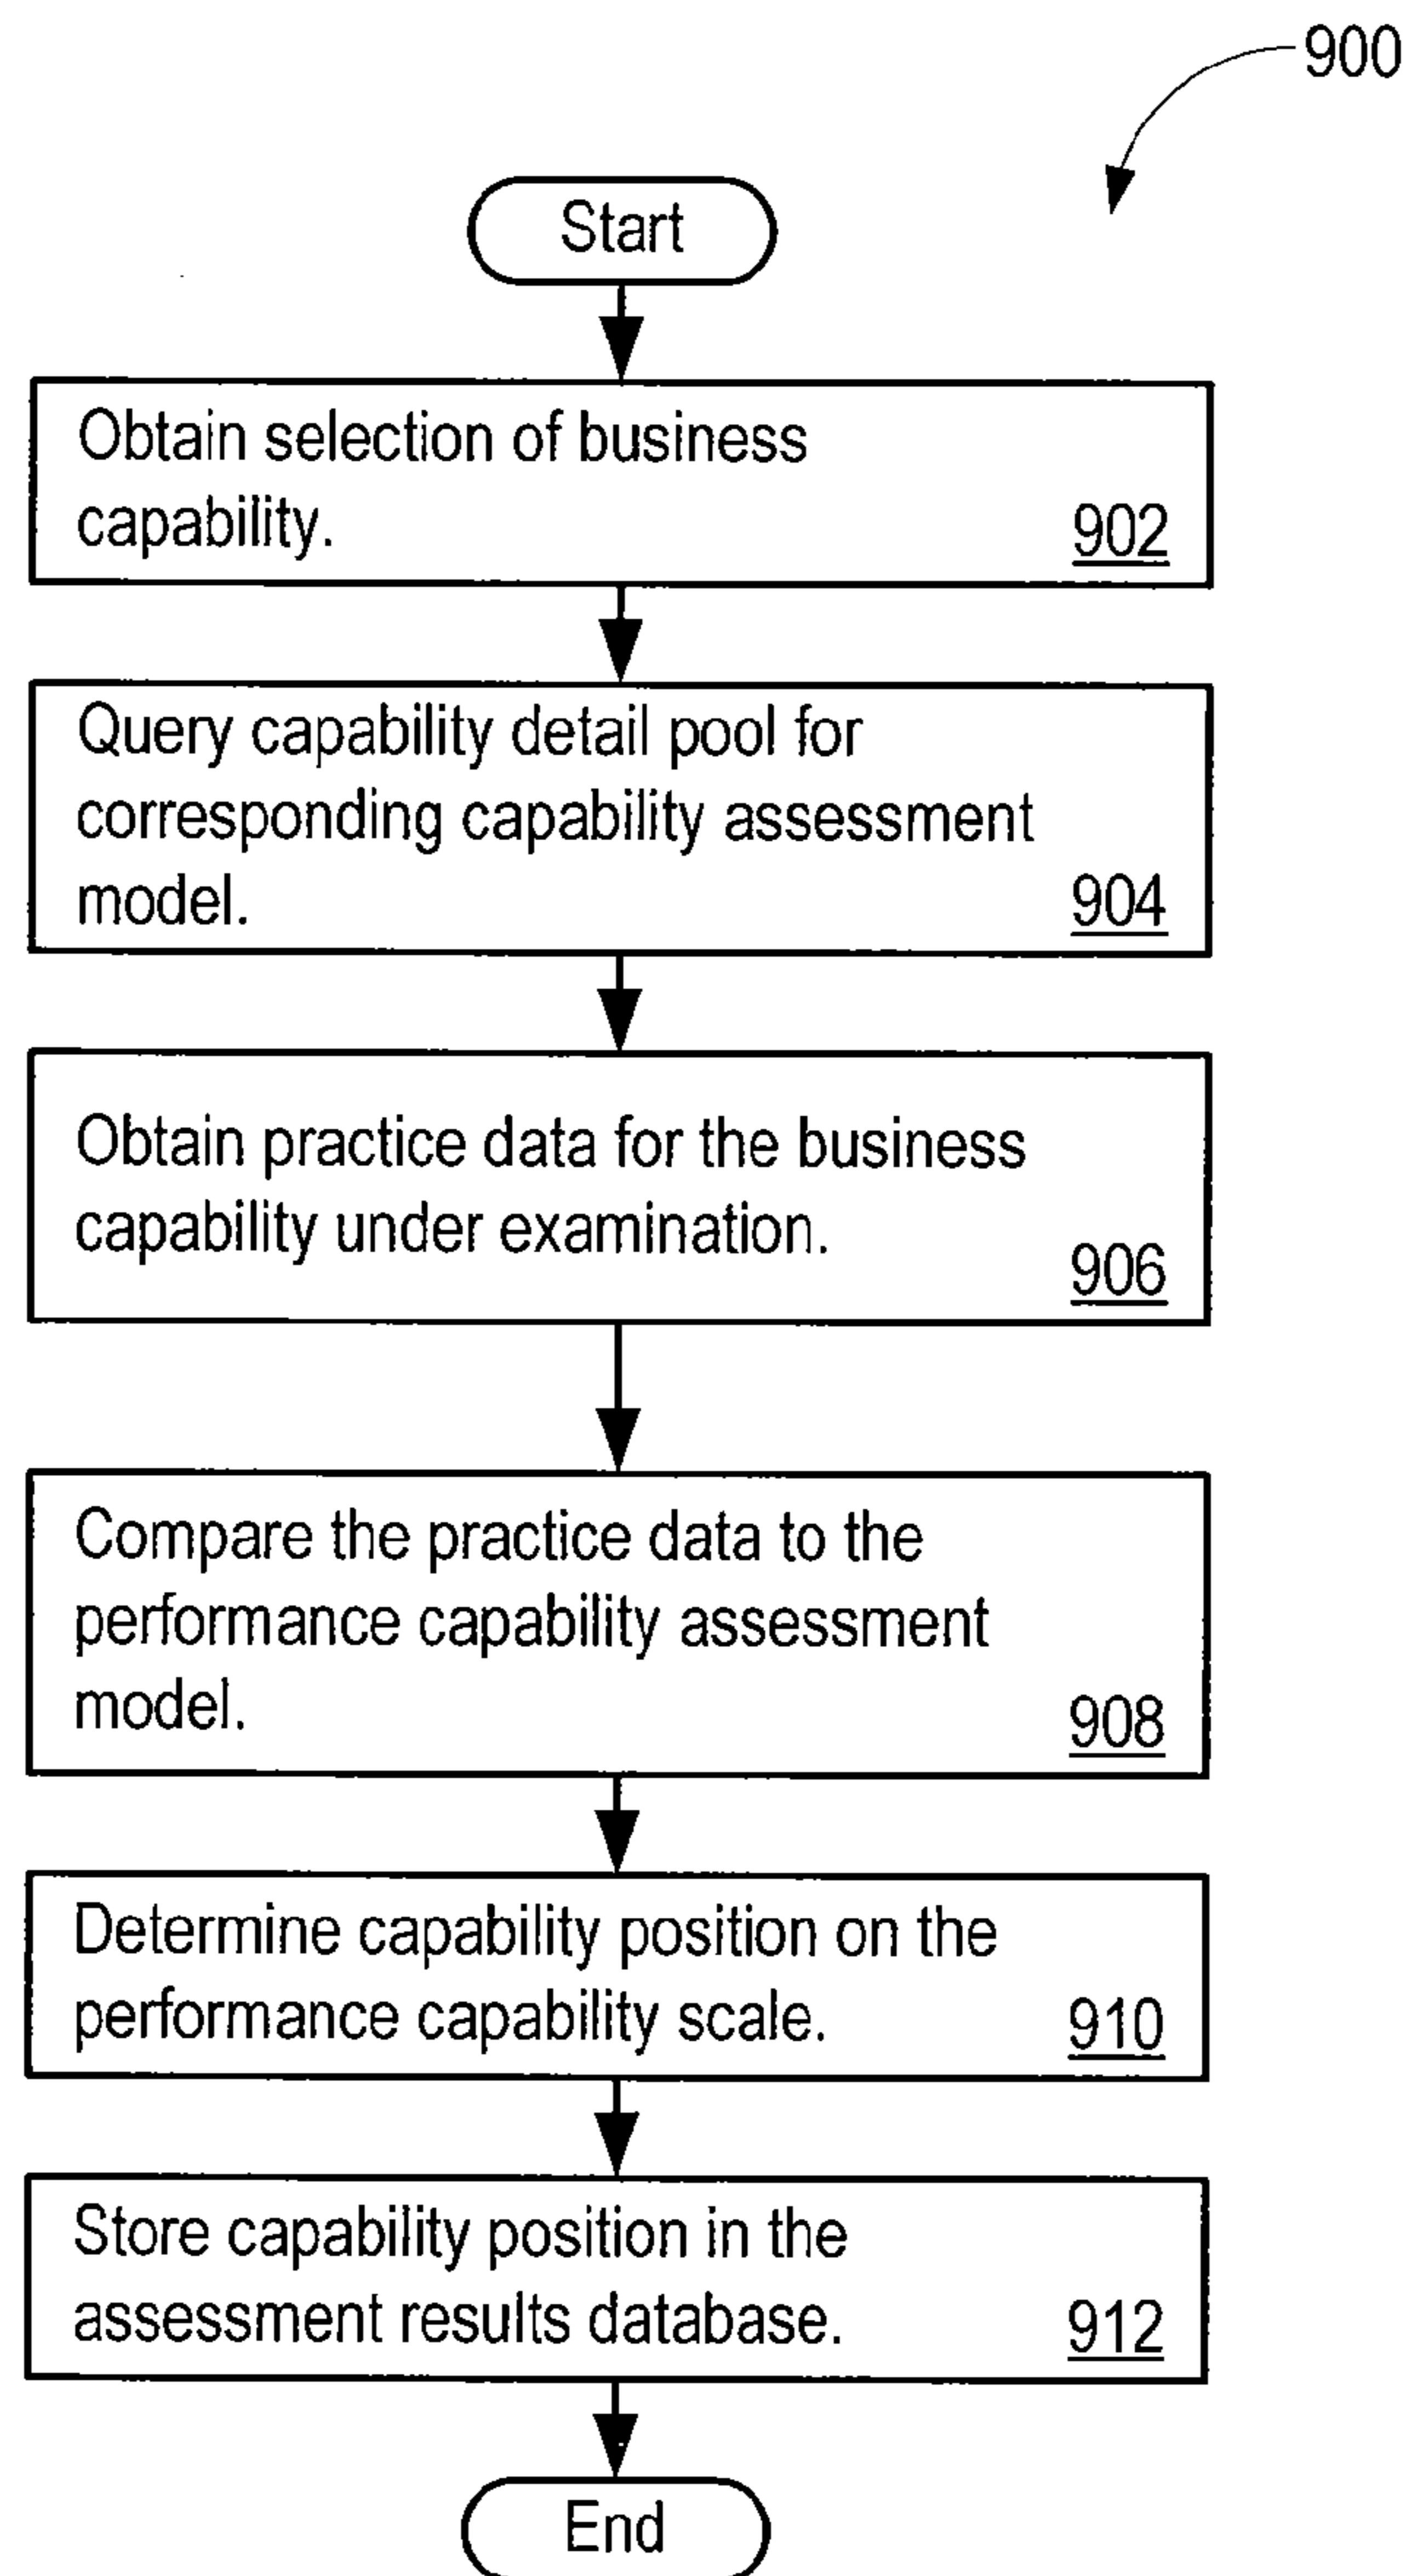 900
Start
Obtain selection of business
capability.
902
Query capability detail pool for
corresponding capability assessment
model.
904
Obtain practice data for the business
capability under examination.
906
Compare the practice data to the
performance capability assessment
model.
908
Determine capability position on the
performance capability scale.
910
Store capability position in the
assessment results database.
912
End